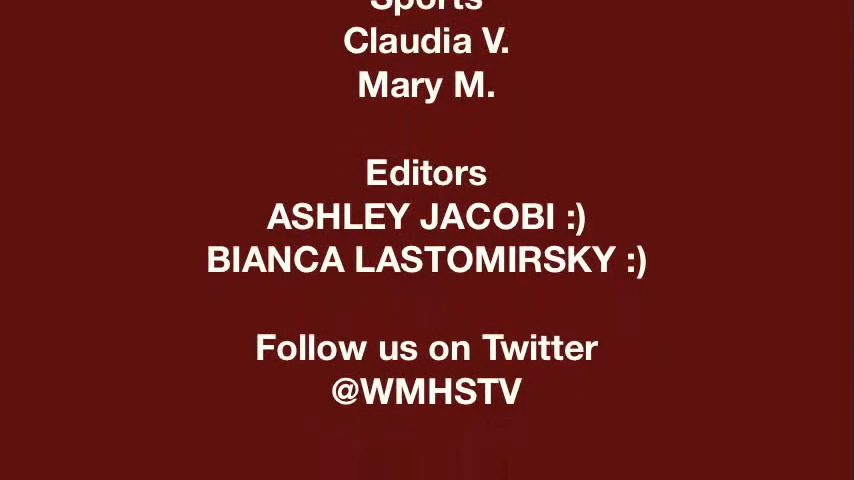 Sports
Claudia V.
Mary M.
Editors
ASHLEY JACOBI :)
BIANCA LASTOMIRSKY :)
Follow us on Twitter
@WMHSTV